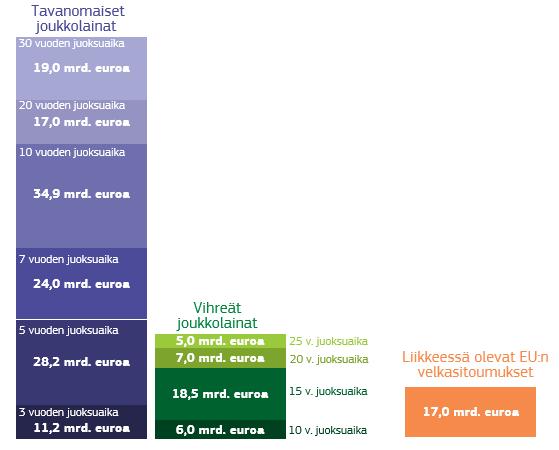 Tavanomaiset
joukkolainat
30 vuoden juoksuaika
19,0 mrd. euroa
20 vuoden juoksuaika
17,0 mrd. euroa
10 vuoden juoksuaika
34,9 mrd. euroa
7 vuoden juoksuaika
24,0 mrd. euroa
5 vuoden juoksuaika
28,2 mrd. euroa
3 vuoden juoksuaika
11,2 mrd. euroa
Vihreät
joukkolainat
5,0 mrd. euroa 25 v. juoksuaika
7,0 mrd. euroa 20 v. juoksuaika
18,5 mrd. euroa 15 v. juoksuaika
6,0 mrd. euroa 10 v. juoksuaika
Liikkeessä olevat EU:n
velkasitoumukset
17,0 mrd. euroa